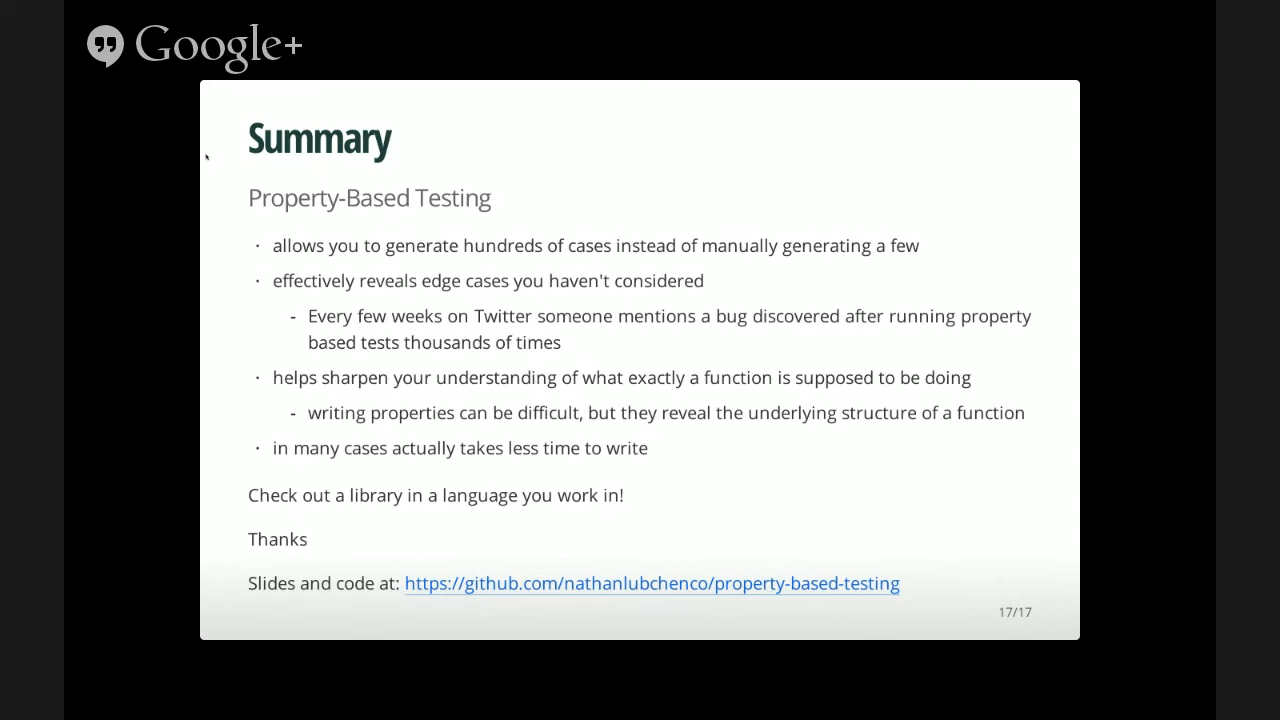 Google+
Summary
Property-Based Testing
· allows you to generate hundreds of cases instead of manually generating a few
· effectively reveals edge cases you haven't considered
- Every few weeks on Twitter someone mentions a bug discovered after running property
based tests thousands of times
· helps sharpen your understanding of what exactly a function is supposed to be doing
- writing properties can be difficult, but they reveal the underlying structure of a function
· in many cases actually takes less time to write
Check out a library in a language you work in!
Thanks
Slides and code at: https://github.com/nathanlubchenco/property-based-testing
17/17